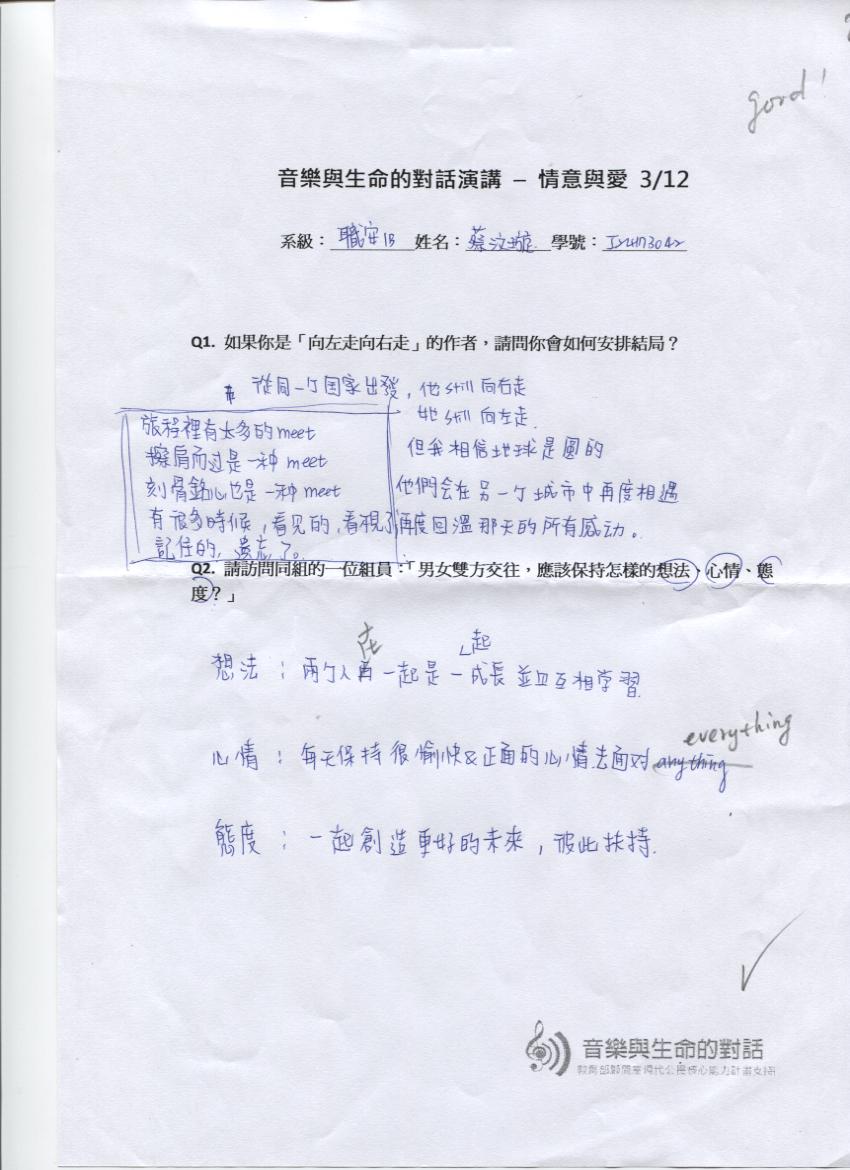 good!
音樂與生命的對話演講 – 情意與愛 3/12
系級：職安1B 姓名：蔡汶璇 學號：
Q1. 如果你是「向左走向右走」的作者，請問你會如何安排結局？
從同一个国家出發，他 still 向右走
她 still 向左走.
但我相信地球是圓的
他們会在另一个城市中再度相遇
再度回溫那天的所有感动。
旅程裡有太多的 meet
擦肩而过是一种 meet
刻骨銘心也是一种 meet
有很多時候，看见的，看視了
記住的，遺忘了。
Q2. 請訪問同組的一位組員：「男女雙方交往，應該保持怎樣的想法、心情、態
度？」
在
起
想法：兩个人再一起是一成長並且互相学習.
everything
心情：每天保持很愉快&正面的心情去面对 anything
態度：一起創造更好的未來，彼此扶持.
音樂與生命的對話
教育部顧問室現代公民核心能力計畫支持